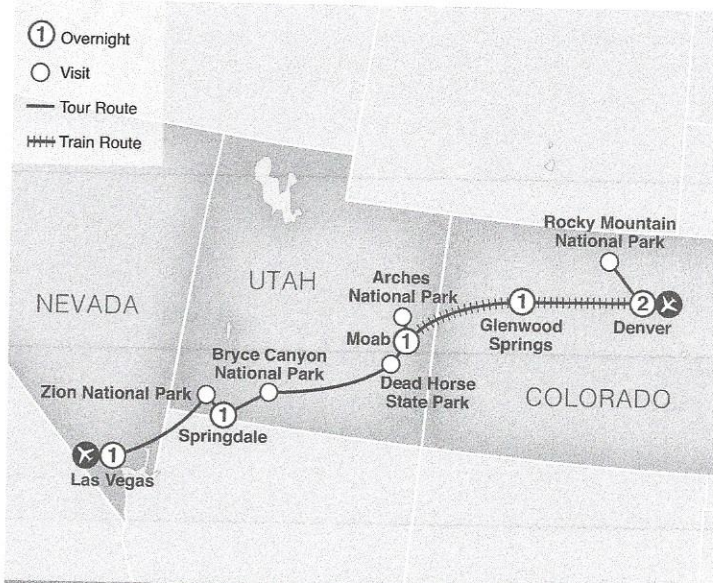 1 Overnight
Visit
Tour Route
Train Route
Rocky Mountain
National Park
UTAH
Arches
National Park
NEVADA
1
2
Glenwood
Springs
Denver
Moab
1
Bryce Canyon
National Park
Dead Horse
State Park
COLORADO
Zion National Park
1
Springdale
1
Las Vegas